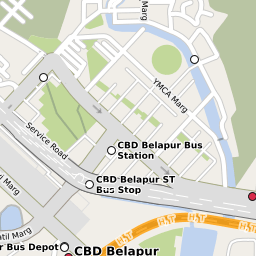 Marg
YMCA Marg
Service Road
CBD Belapur Bus
Station
CBD Belapur ST
Bus Stop
Marg
Marg
Bus Depot
CBD Belapur